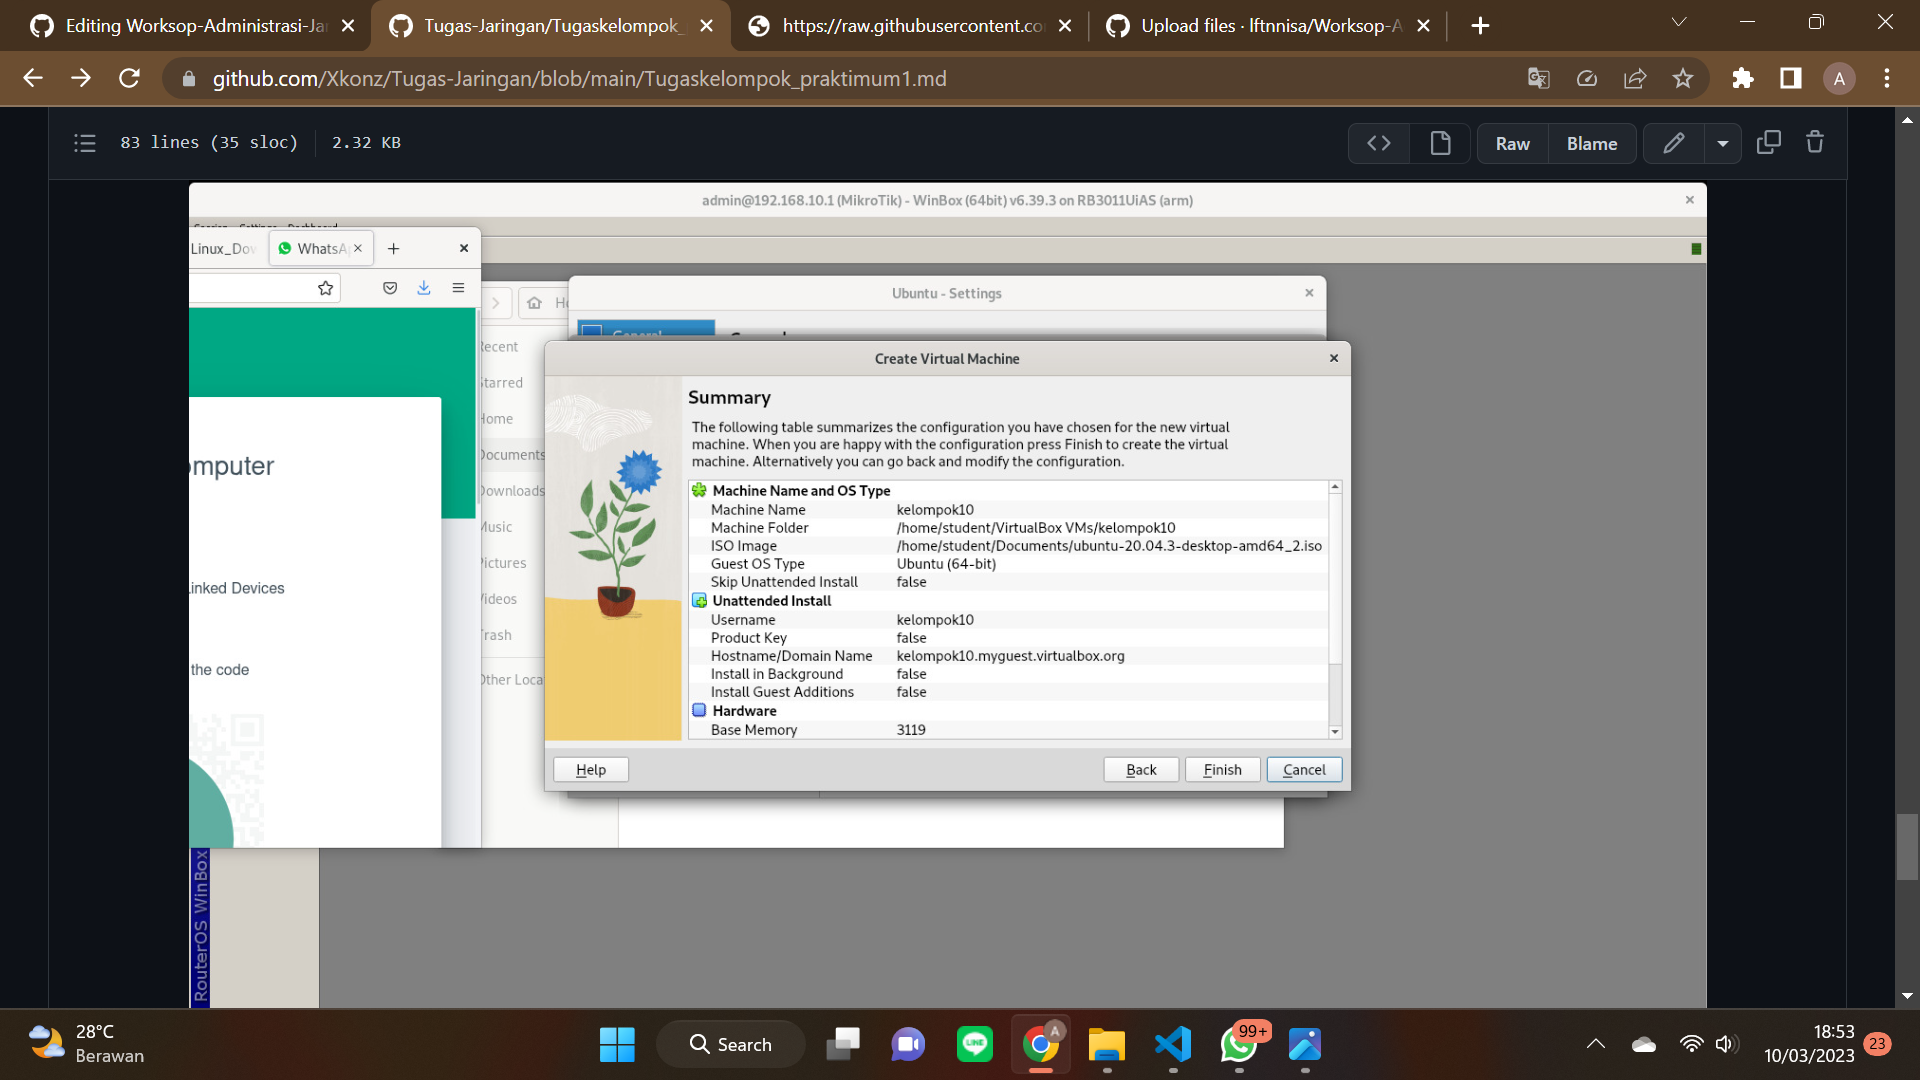 Editing Worksop-Administrasi-Ja
Tugas-Jaringan/Tugaskelompok_
https://raw.githubusercontent.co
Upload files · lftnnisa/Worksop-A
github.com/Xkonz/Tugas-Jaringan/blob/main/Tugaskelompok_praktimum1.md
A
83 lines (35 sloc)
2.32 KB
Raw
Blame
admin@192.168.10.1 (MikroTik) - WinBox (64bit) v6.39.3 on RB3011UiAS (arm)
Session Settings Dashboard
Linux_Dow
WhatsA
Ubuntu - Settings
General
Recent
Starred
Home
Documents
Downloads
Music
Pictures
Videos
Trash
Other Loca
omputer
Linked Devices
the code
Create Virtual Machine
Summary
The following table summarizes the configuration you have chosen for the new virtual
machine. When you are happy with the configuration press Finish to create the virtual
machine. Alternatively you can go back and modify the configuration.
Machine Name and OS Type
Machine Name kelompok10
Machine Folder /home/student/VirtualBox VMs/kelompok10
ISO Image /home/student/Documents/ubuntu-20.04.3-desktop-amd64_2.iso
Guest OS Type Ubuntu (64-bit)
Skip Unattended Install false
Unattended Install
Username kelompok10
Product Key false
Hostname/Domain Name kelompok10.myguest.virtualbox.org
Install in Background false
Install Guest Additions false
Hardware
Base Memory 3119
Help
Back
Finish
Cancel
RouterOS WinBox
28°C
Berawan
Search
A
LINE
99+
18:53
10/03/2023
23